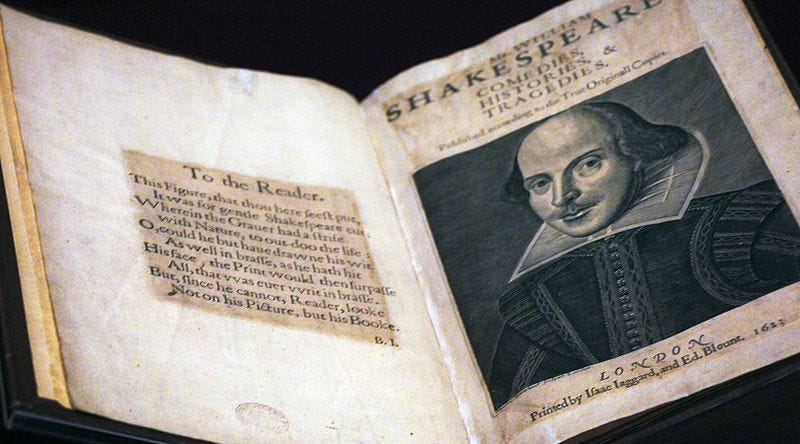 To the Reader.
This Figure, that thou here seest put,
It was for gentle Shakespeare cut;
Wherein the Grauer had a strife
with Nature, to out-doo the life:
O, could he but haue drawne his wit
As well in brasse, as he hath hit
His face; the Print would then surpasse
All, that vvas euer vvrit in brasse.
But, since he cannot, Reader, looke
Not on his Picture, but his Booke.
B. I.
Mr. WILLIAM
SHAKESPEARES
COMEDIES,
HISTORIES, &
TRAGEDIES.
Published according to the True Originall Copies.
LONDON
Printed by Isaac Iaggard, and Ed. Blount. 1623